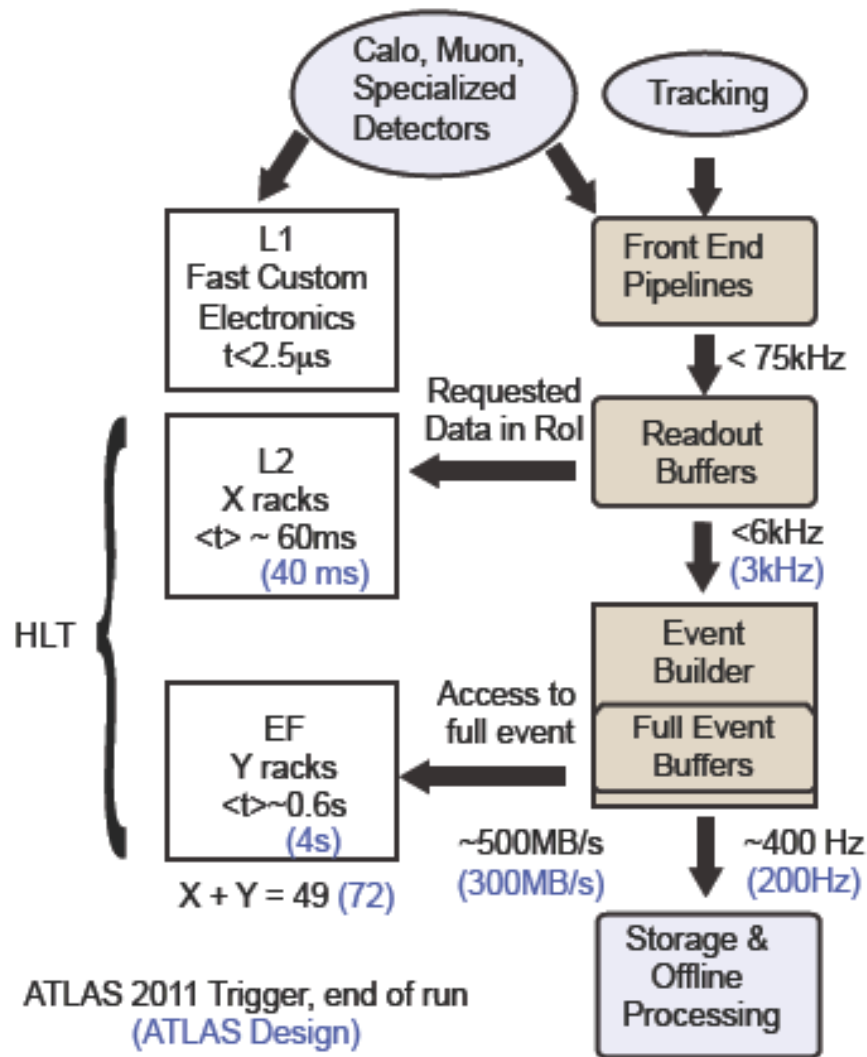 Calo, Muon,
Specialized
Detectors
Tracking
L1
Fast Custom
Electronics
t<2.5μs
Front End
Pipelines
< 75kHz
Requested
Data in RoI
Readout
Buffers
L2
X racks
<t> ~ 60ms
(40 ms)
<6kHz
(3kHz)
HLT
Event
Builder
Full Event
Buffers
Access to
full event
EF
Y racks
<t>~0.6s
(4s)
X + Y = 49 (72)
~500MB/s
(300MB/s)
~400 Hz
(200Hz)
Storage &
Offline
Processing
ATLAS 2011 Trigger, end of run
(ATLAS Design)